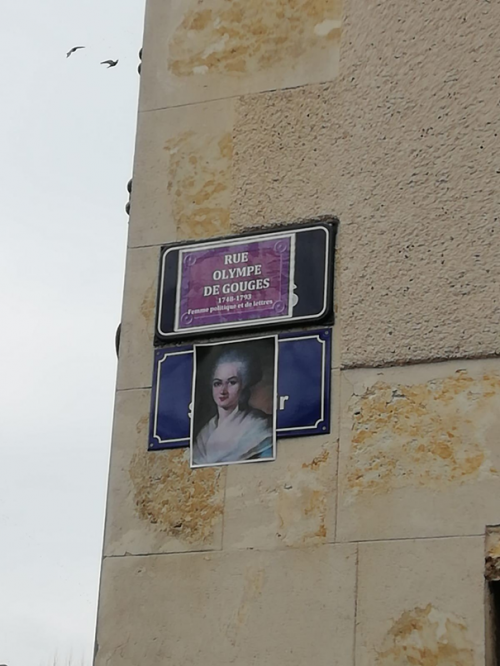 RUE
OLYMPE
DE GOUGES
1748-1793
Femme politique et de lettres
S
s r